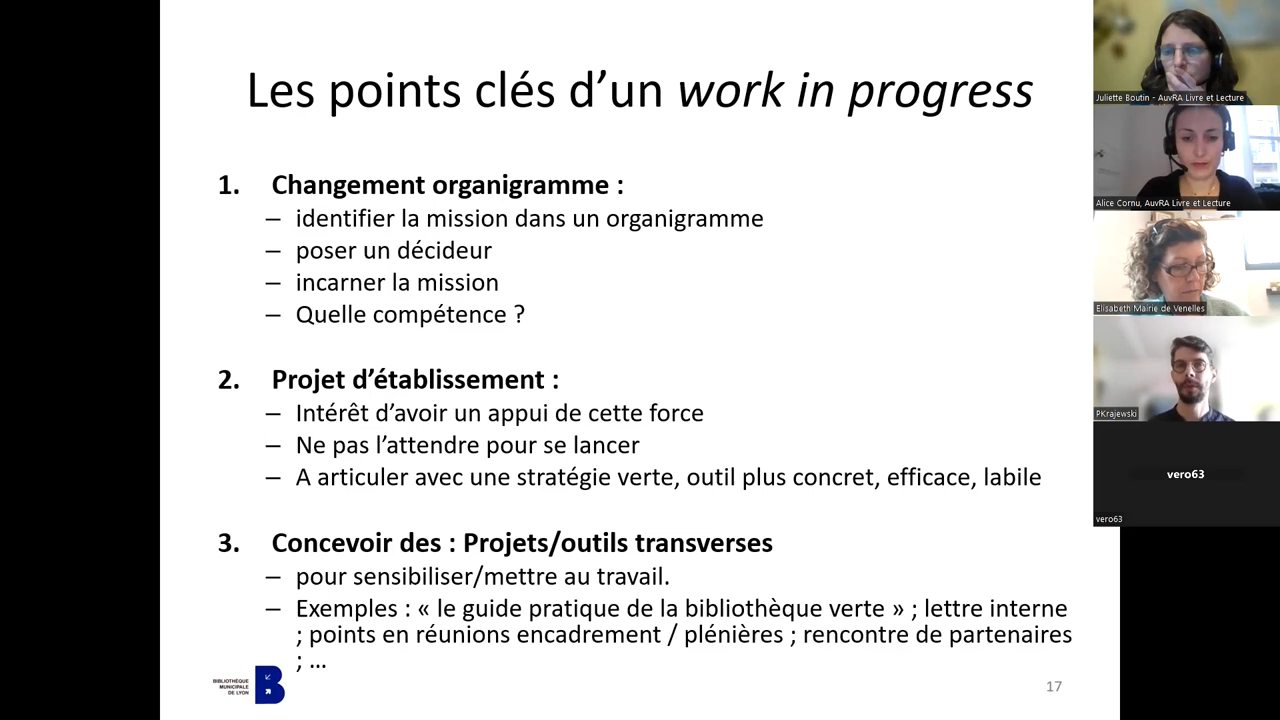 Les points clés d’un work in progress
1. Changement organigramme :
– identifier la mission dans un organigramme
– poser un décideur
– incarner la mission
– Quelle compétence ?
2. Projet d’établissement :
– Intérêt d’avoir un appui de cette force
– Ne pas l’attendre pour se lancer
– A articuler avec une stratégie verte, outil plus concret, efficace, labile
3. Concevoir des : Projets/outils transverses
– pour sensibiliser/mettre au travail.
– Exemples : « le guide pratique de la bibliothèque verte » ; lettre interne
; points en réunions encadrement / plénières ; rencontre de partenaires
; ...
BIBLIOTHÈQUE
MUNICIPALE
DE LYON
B
17
Juliette Boutin - AuvRA Livre et Lecture
Alice Cornu, AuvRA Livre et Lecture
Elisabeth Mairie de Venelles
PKrajewski
vero63
vero63